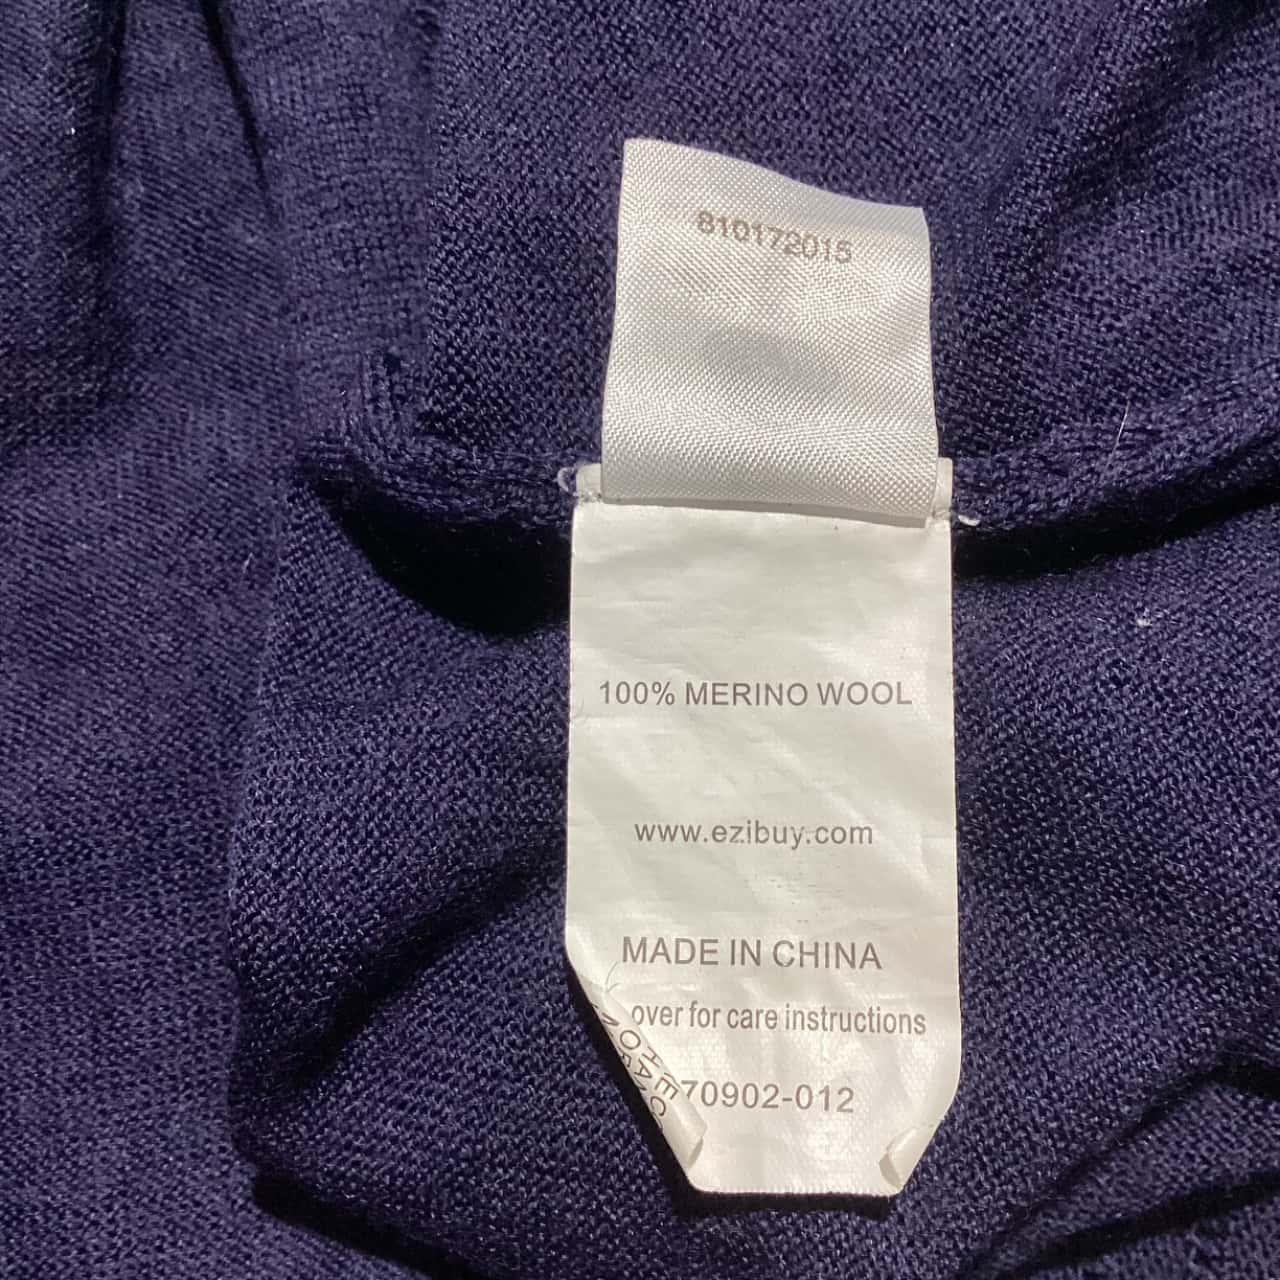 810172015
100% MERINO WOOL
www.ezibuy.com
MADE IN CHINA
over for care instructions
70902-012